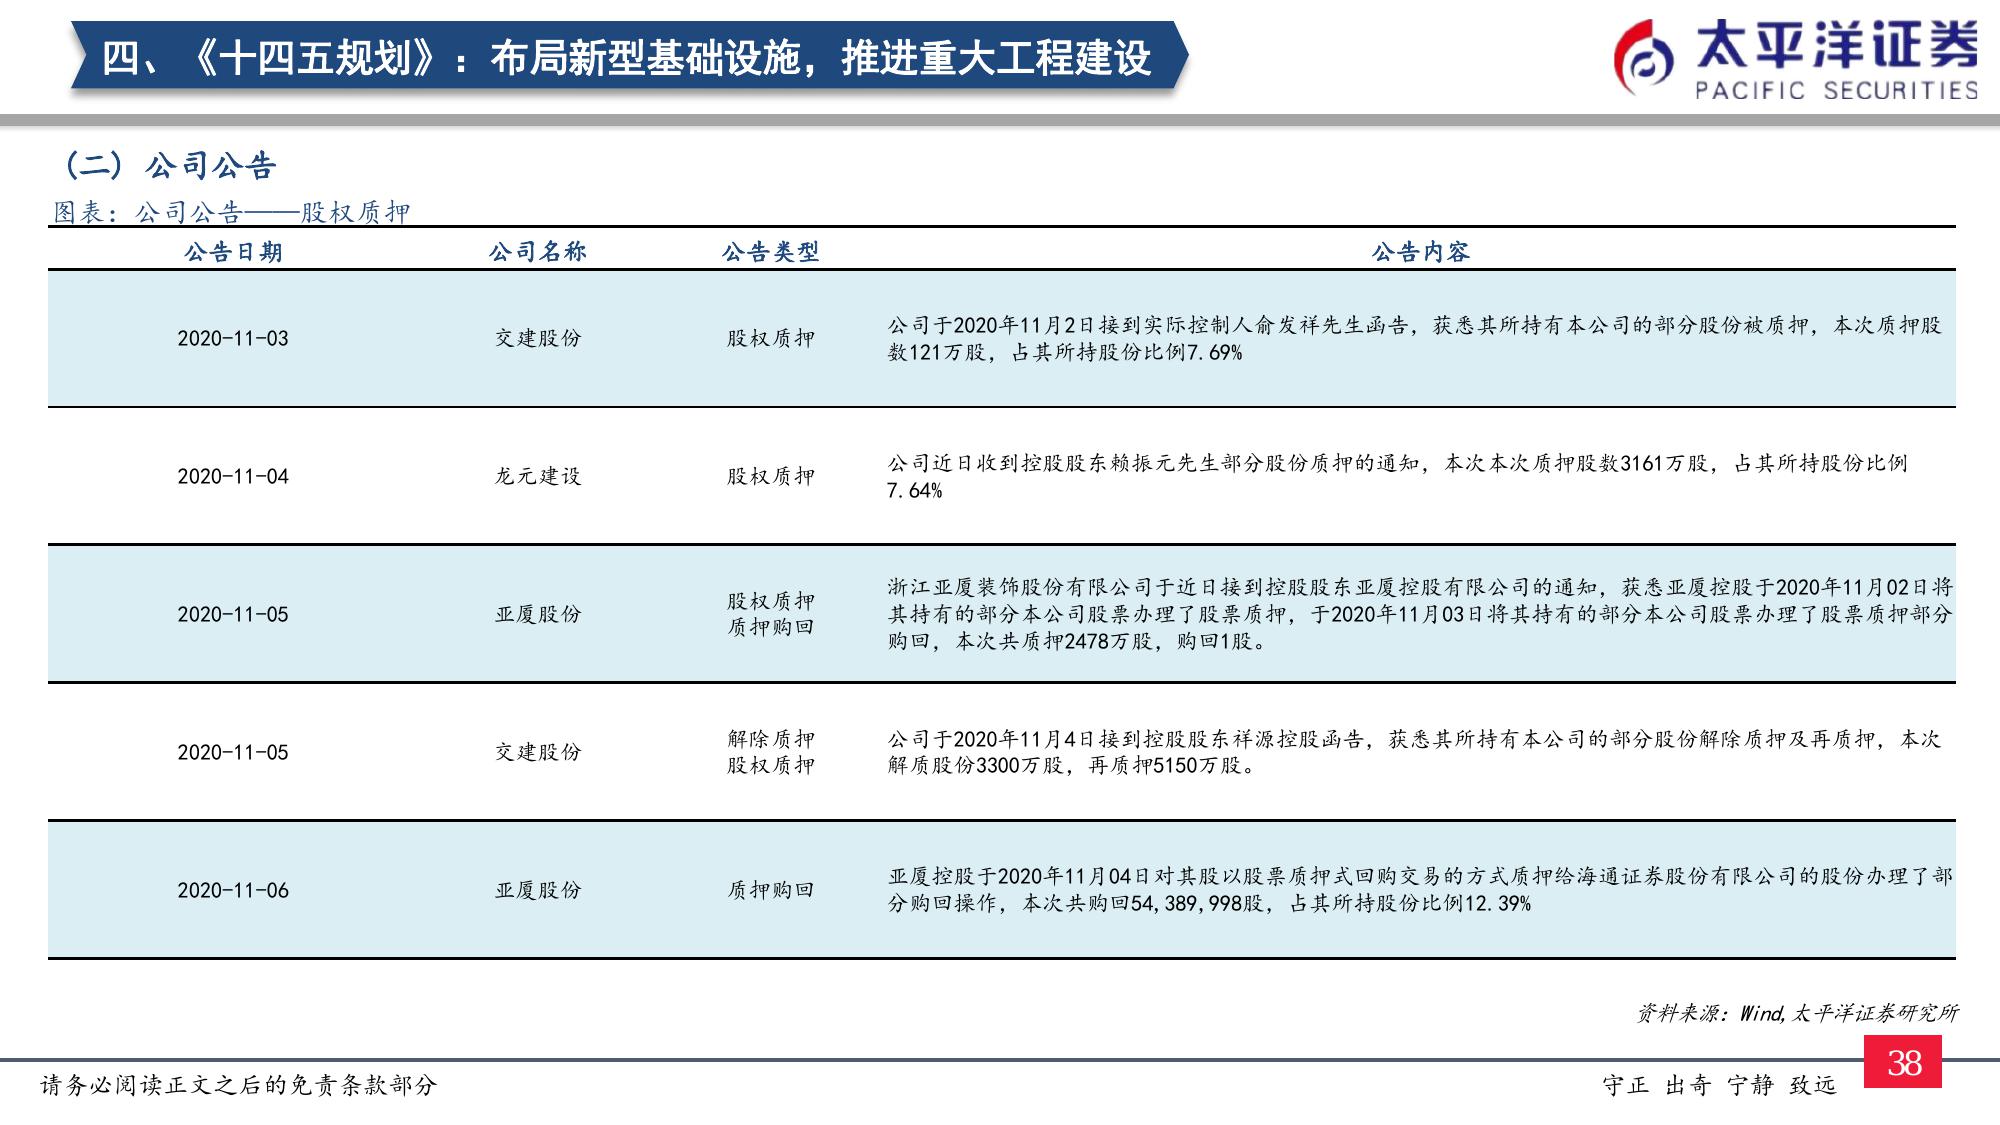 四、《十四五规划》：布局新型基础设施，推进重大工程建设
太平洋证券
PACIFIC SECURITIES
（二）公司公告
图表：公司公告——股权质押
公告日期 公司名称 公告类型 公告内容
2020-11-03 交建股份 股权质押 公司于2020年11月2日接到实际控制人俞发祥先生函告，获悉其所持有本公司的部分股份被质押，本次质押股
数121万股，占其所持股份比例7.69%
2020-11-04 龙元建设 股权质押 公司近日收到控股股东赖振元先生部分股份质押的通知，本次本次质押股数3161万股，占其所持股份比例
7.64%
2020-11-05 亚厦股份 股权质押
质押购回
浙江亚厦装饰股份有限公司于近日接到控股股东亚厦控股有限公司的通知，获悉亚厦控股于2020年11月02日将
其持有的部分本公司股票办理了股票质押，于2020年11月03日将其持有的部分本公司股票办理了股票质押部分
购回，本次共质押2478万股，购回1股。
2020-11-05 交建股份 解除质押
股权质押
公司于2020年11月4日接到控股股东祥源控股函告，获悉其所持有本公司的部分股份解除质押及再质押，本次
解质股份3300万股，再质押5150万股。
2020-11-06 亚厦股份 质押购回 亚厦控股于2020年11月04日对其股以股票质押式回购交易的方式质押给海通证券股份有限公司的股份办理了部
分购回操作，本次共购回54,389,998股，占其所持股份比例12.39%
资料来源：Wind,太平洋证券研究所
请务必阅读正文之后的免责条款部分
守正 出奇 宁静 致远
38